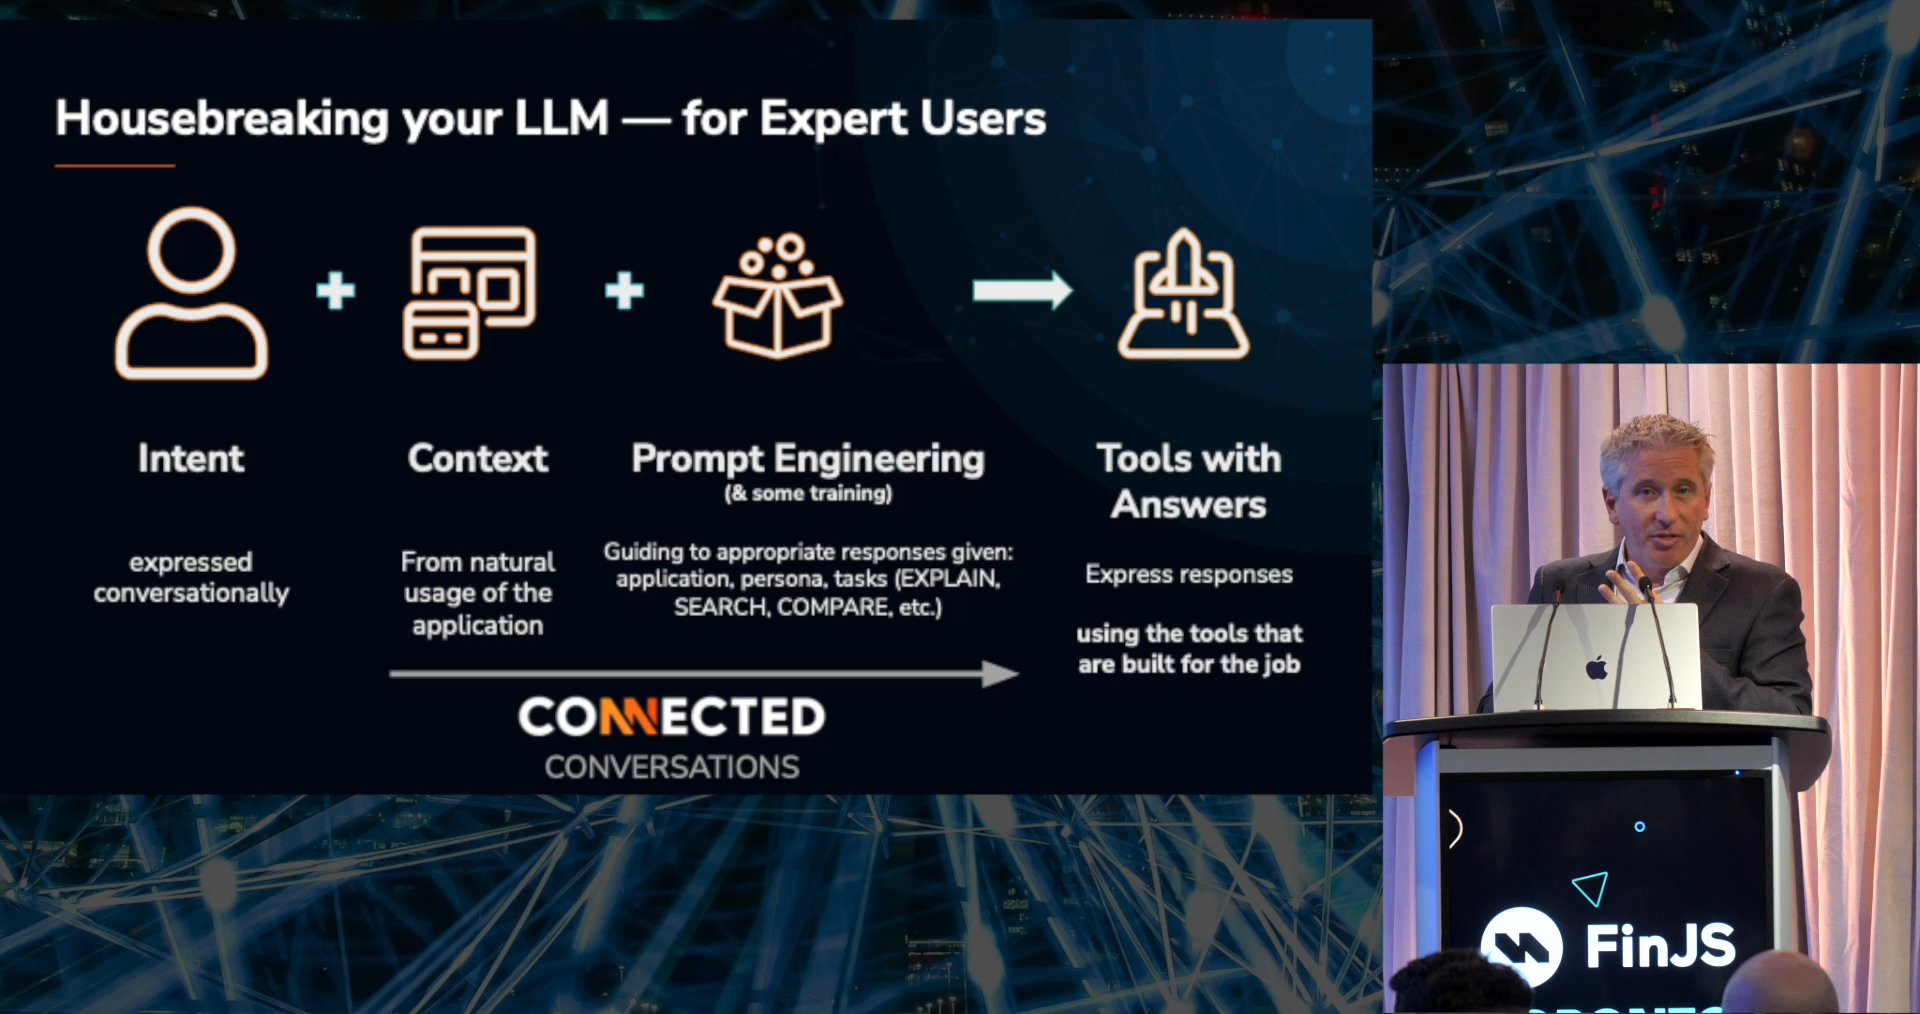 Housebreaking your LLM — for Expert Users
Intent
expressed
conversationally
Context
From natural
usage of the
application
Prompt Engineering
(& some training)
Guiding to appropriate responses given:
application, persona, tasks (EXPLAIN,
SEARCH, COMPARE, etc.)
Tools with
Answers
Express responses
using the tools that
are built for the job
CONNECTED
CONVERSATIONS
FinJS